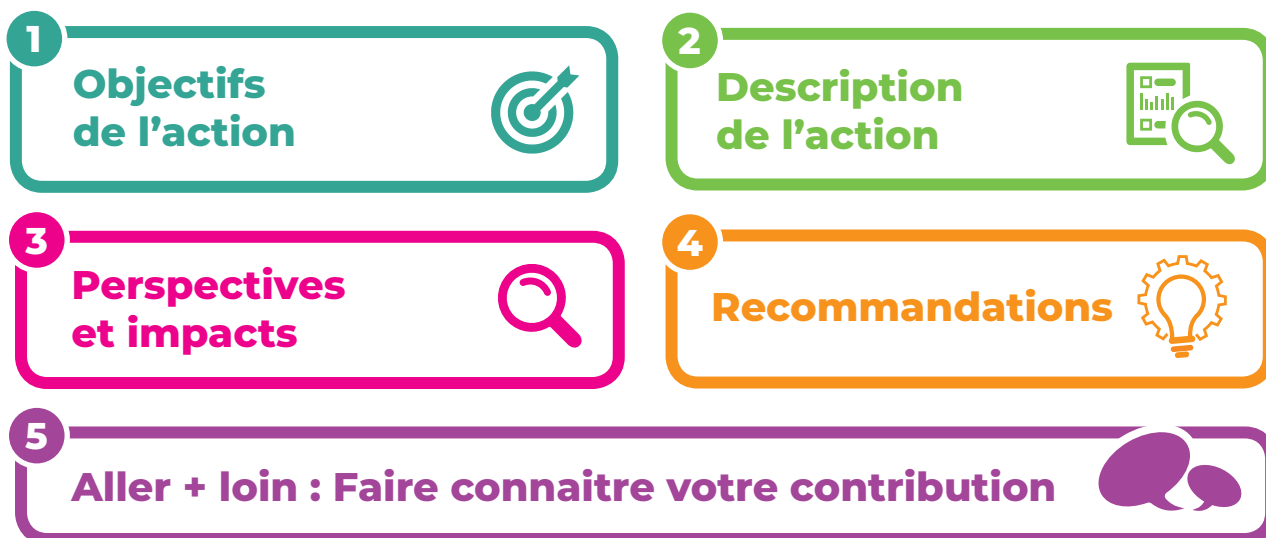 1
Objectifs
de l’action
2
Description
de l’action
3
Perspectives
et impacts
4
Recommandations
5
Aller + loin : Faire connaitre votre contribution